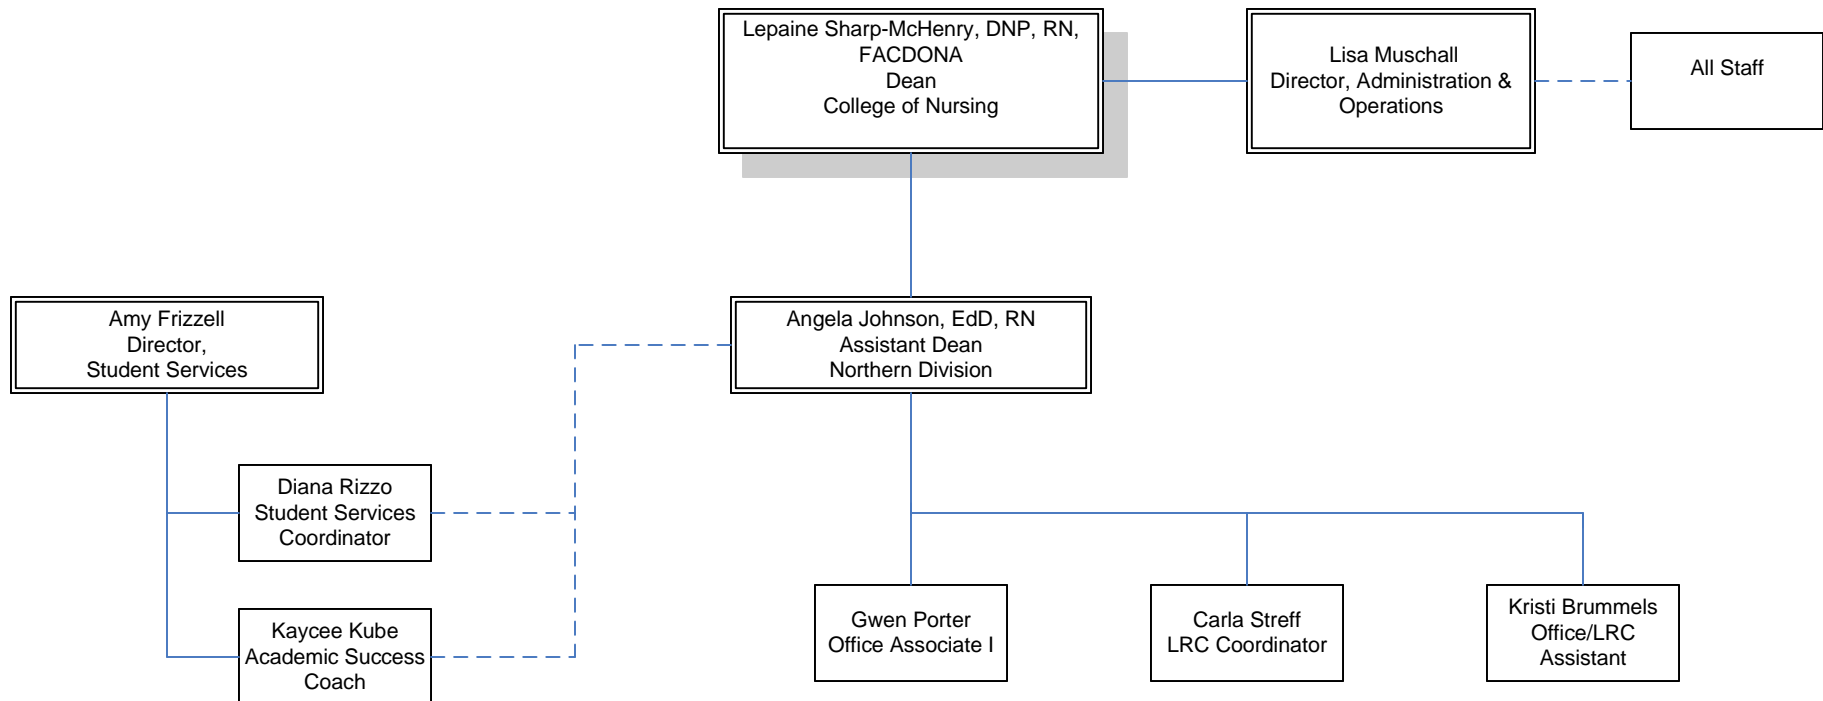 Lepaine Sharp-McHenry, DNP, RN,
FACDONA
Dean
College of Nursing
Lisa Muschall
Director, Administration &
Operations
All Staff
Amy Frizzell
Director,
Student Services
Angela Johnson, EdD, RN
Assistant Dean
Northern Division
Diana Rizzo
Student Services
Coordinator
Kaycee Kube
Academic Success
Coach
Gwen Porter
Office Associate I
Carla Streff
LRC Coordinator
Kristi Brummels
Office/LRC
Assistant